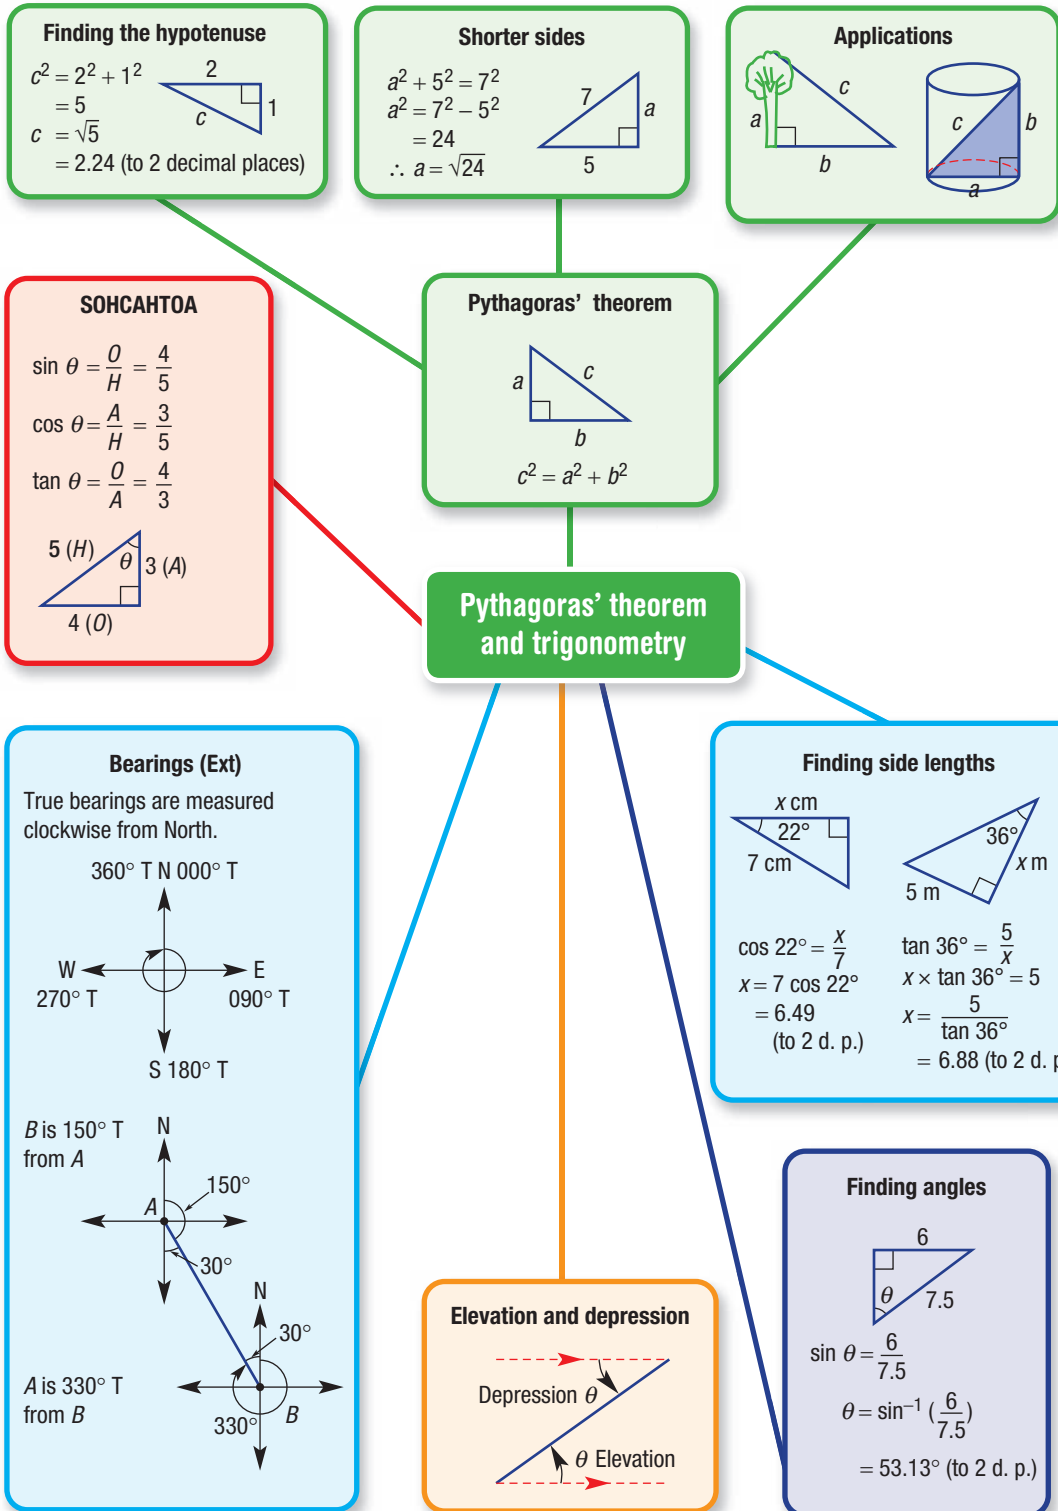 Finding the hypotenuse
c² = 2² + 1²
= 5
c = √5
= 2.24 (to 2 decimal places)
2
1
c
Shorter sides
a² + 5² = 7²
a² = 7² − 5²
= 24
∴ a = √24
7
a
5
Applications
a
c
b
c
b
a
SOHCAHTOA
sin θ = O/H = 4/5
cos θ = A/H = 3/5
tan θ = O/A = 4/3
5 (H)
θ
3 (A)
4 (O)
Pythagoras' theorem
a
c
b
c² = a² + b²
Pythagoras' theorem
and trigonometry
Bearings (Ext)
True bearings are measured
clockwise from North.
360° T N 000° T
W
E
270° T
090° T
S 180° T
B is 150° T
from A
N
150°
A
30°
N
30°
A is 330° T
from B
330°
B
Elevation and depression
Depression θ
θ Elevation
Finding side lengths
x cm
22°
7 cm
36°
x m
5 m
cos 22° = x/7
x = 7 cos 22°
= 6.49
(to 2 d. p.)
tan 36° = 5/x
x × tan 36° = 5
x = 5/tan 36°
= 6.88 (to 2 d. p
Finding angles
6
θ
7.5
sin θ = 6/7.5
θ = sin⁻¹ (6/7.5)
= 53.13° (to 2 d. p.)